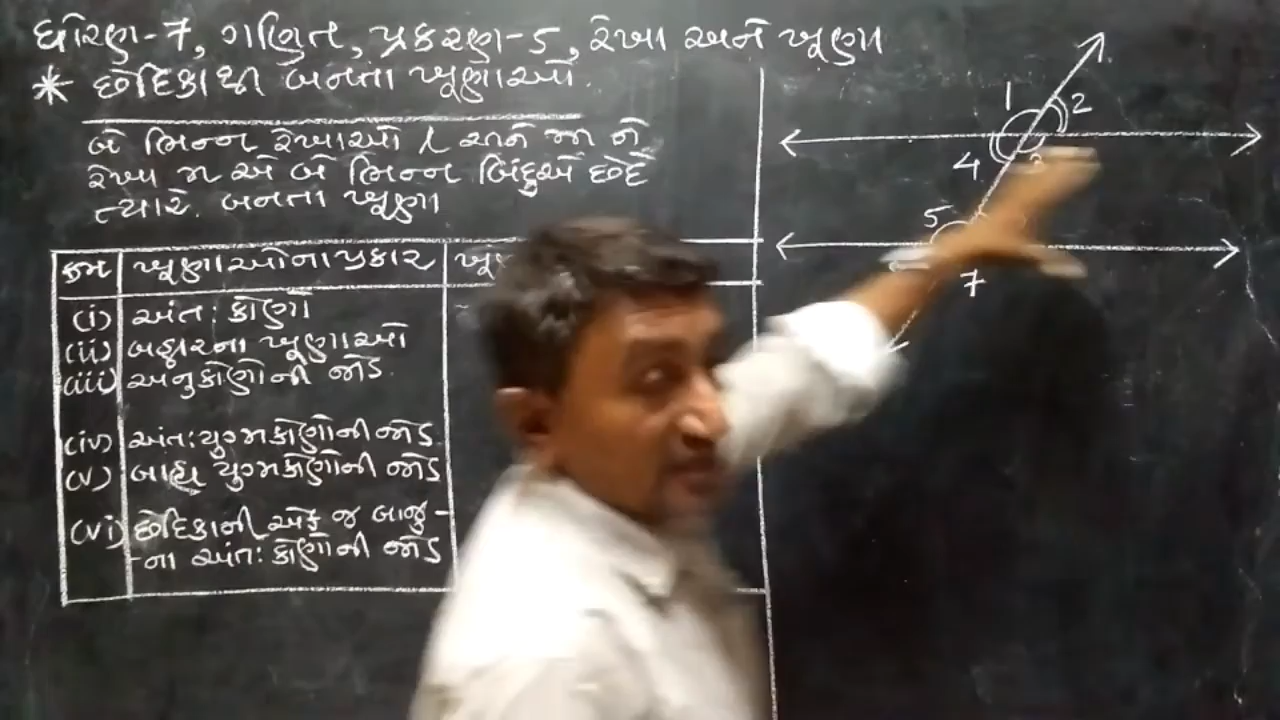 ધોરણ-7, ગણિત, પ્રકરણ-5, રેખા અને ખૂણા
* છેદિકાથી બનતા ખૂણાઓ.
બે ભિન્ન રેખાઓ l અને m ને
રેખા n એ બે ભિન્ન બિંદુએ છેદે
ત્યારે. બનતા ખૂણા
ક્રમ ખૂણાઓના પ્રકાર
(i) અંત: કોણો
(ii) બહારના ખૂણાઓ
(iii) અનુકોણોની જોડ.
(iv) અંત:યુગ્મકોણોની જોડ
(v) બાહ્ય યુગ્મકોણોની જોડ
(vi) છેદિકાની એક જ બાજુ-
-ના અંત: કોણોની જોડ
1 2
4 3
5
7